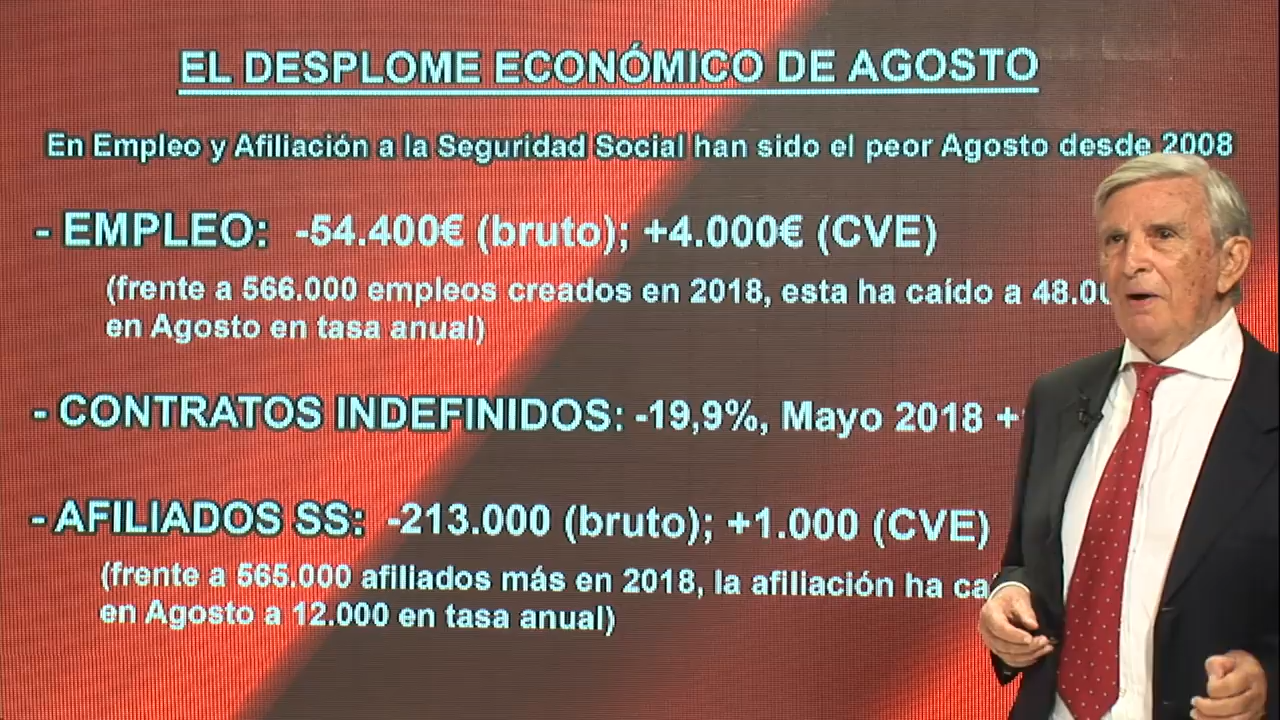 EL DESPLOME ECONÓMICO DE AGOSTO
En Empleo y Afiliación a la Seguridad Social han sido el peor Agosto desde 2008
- EMPLEO: -54.400€ (bruto); +4.000€ (CVE)
(frente a 566.000 empleos creados en 2018, esta ha caído a
en Agosto en tasa anual)
- CONTRATOS INDEFINIDOS: -19,9%, Mayo 2018
- AFILIADOS SS: -213.000 (bruto); +1.000 (CVE)
(frente a 565.000 afiliados más en 2018, la afiliación ha
en Agosto a 12.000 en tasa anual)